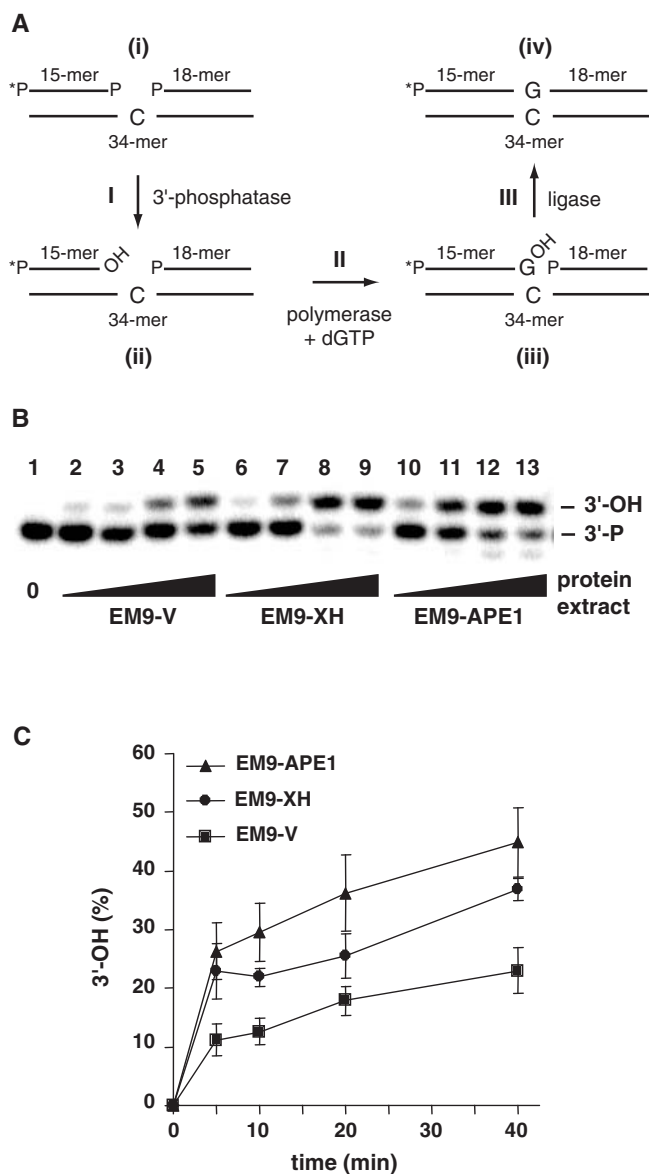 A
(i) (iv)
15-mer 18-mer 15-mer 18-mer
*P P P *P G
C C
34-mer 34-mer
I 3'-phosphatase III ligase
15-mer OH 18-mer II 15-mer OH 18-mer
*P P *P G P
C polymerase C
34-mer + dGTP 34-mer
(ii) (iii)
B
1 2 3 4 5 6 7 8 9 10 11 12 13
– 3'-OH
– 3'-P
0 protein
EM9-V EM9-XH EM9-APE1 extract
C
60
EM9-APE1
50
EM9-XH
EM9-V
40
30
20
10
0
3'-OH (%)
0 10 20 30 40
time (min)